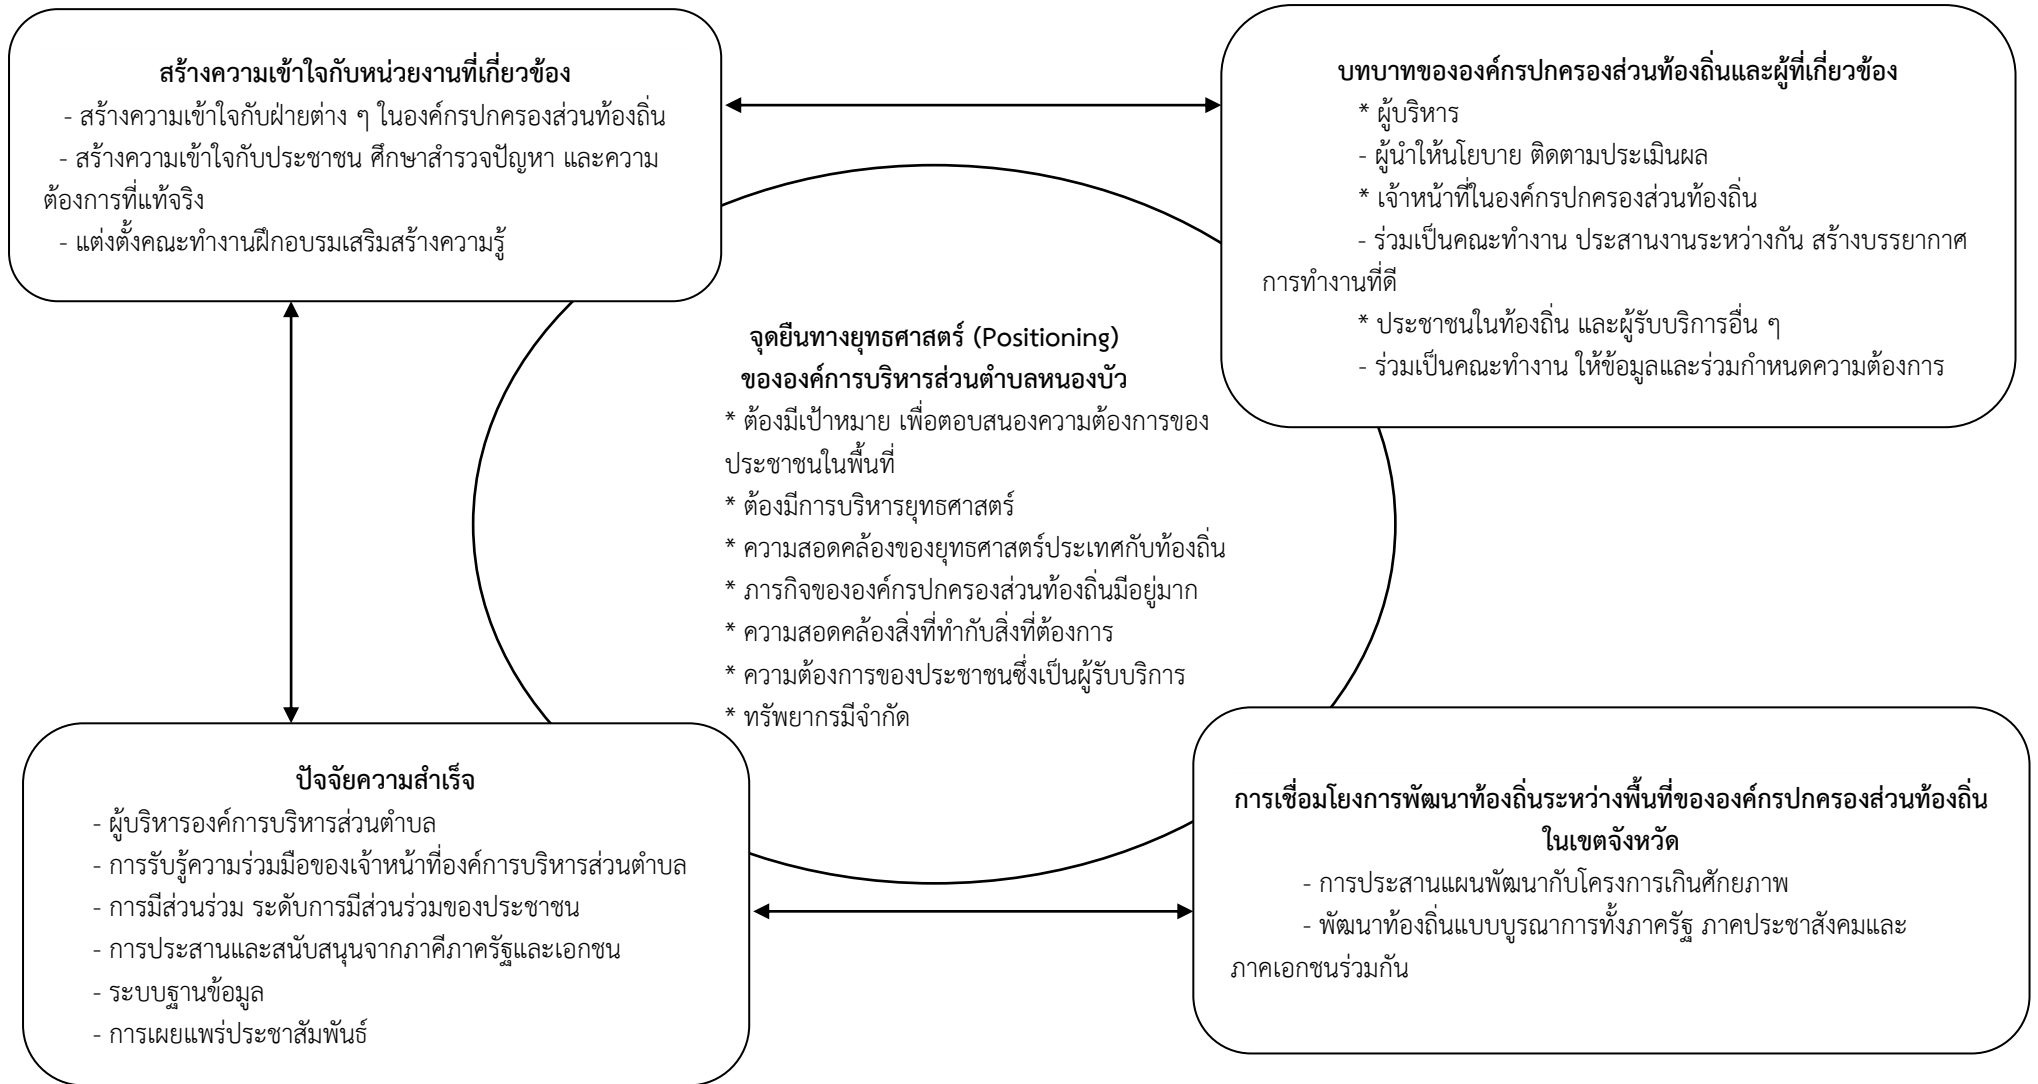 สร้างความเข้าใจกับหน่วยงานที่เกี่ยวข้อง
- สร้างความเข้าใจกับฝ่ายต่าง ๆ ในองค์กรปกครองส่วนท้องถิ่น
- สร้างความเข้าใจกับประชาชน ศึกษาสำรวจปัญหา และความ
ต้องการที่แท้จริง
- แต่งตั้งคณะทำงานฝึกอบรมเสริมสร้างความรู้
บทบาทขององค์กรปกครองส่วนท้องถิ่นและผู้ที่เกี่ยวข้อง
* ผู้บริหาร
- ผู้นำให้นโยบาย ติดตามประเมินผล
* เจ้าหน้าที่ในองค์กรปกครองส่วนท้องถิ่น
- ร่วมเป็นคณะทำงาน ประสานงานระหว่างกัน สร้างบรรยากาศ
การทำงานที่ดี
* ประชาชนในท้องถิ่น และผู้รับบริการอื่น ๆ
- ร่วมเป็นคณะทำงาน ให้ข้อมูลและร่วมกำหนดความต้องการ
จุดยืนทางยุทธศาสตร์ (Positioning)
ขององค์การบริหารส่วนตำบลหนองบัว
* ต้องมีเป้าหมาย เพื่อตอบสนองความต้องการของ
ประชาชนในพื้นที่
* ต้องมีการบริหารยุทธศาสตร์
* ความสอดคล้องของยุทธศาสตร์ประเทศกับท้องถิ่น
* ภารกิจขององค์กรปกครองส่วนท้องถิ่นมีอยู่มาก
* ความสอดคล้องสิ่งที่ทำกับสิ่งที่ต้องการ
* ความต้องการของประชาชนซึ่งเป็นผู้รับบริการ
* ทรัพยากรมีจำกัด
ปัจจัยความสำเร็จ
- ผู้บริหารองค์การบริหารส่วนตำบล
- การรับรู้ความร่วมมือของเจ้าหน้าที่องค์การบริหารส่วนตำบล
- การมีส่วนร่วม ระดับการมีส่วนร่วมของประชาชน
- การประสานและสนับสนุนจากภาคีภาครัฐและเอกชน
- ระบบฐานข้อมูล
- การเผยแพร่ประชาสัมพันธ์
การเชื่อมโยงการพัฒนาท้องถิ่นระหว่างพื้นที่ขององค์กรปกครองส่วนท้องถิ่น
ในเขตจังหวัด
- การประสานแผนพัฒนากับโครงการเกินศักยภาพ
- พัฒนาท้องถิ่นแบบบูรณาการทั้งภาครัฐ ภาคประชาสังคมและ
ภาคเอกชนร่วมกัน